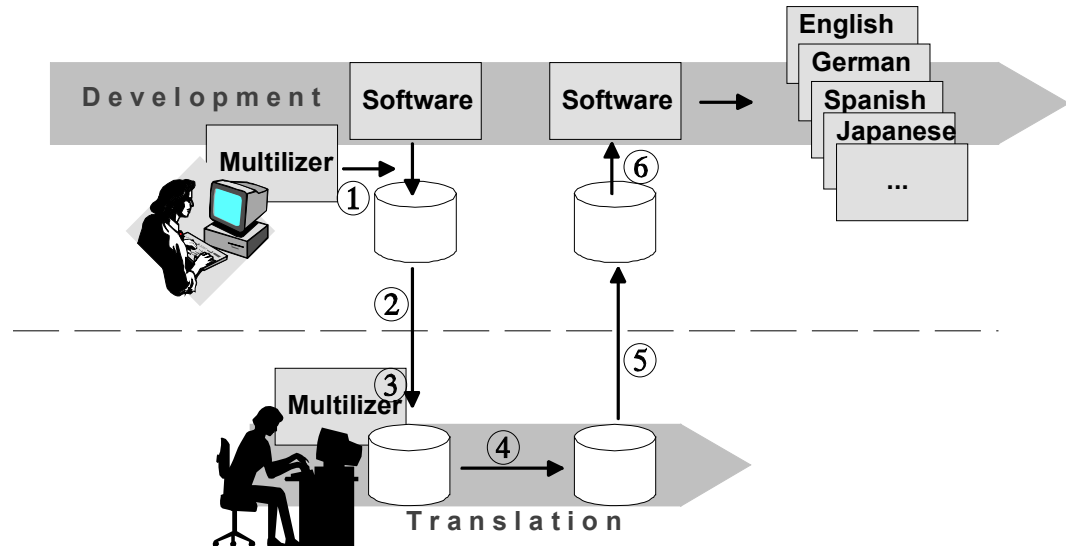 English
German
Spanish
Japanese
...
Development
Software
Software
Multilizer
1
6
2
5
3
Multilizer
4
Translation